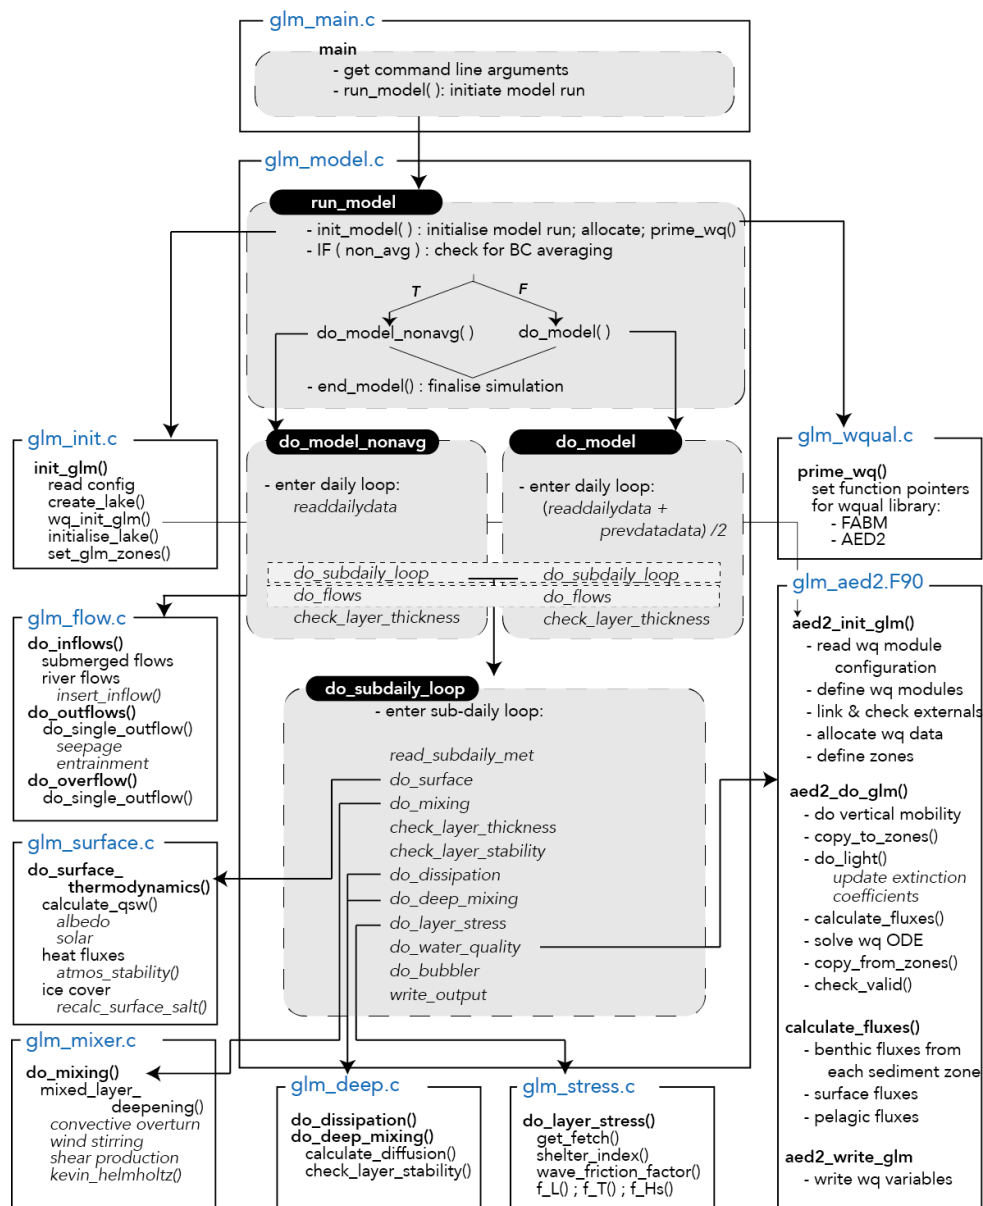 glm_main.c
main
- get command line arguments
- run_model( ): initiate model run
glm_model.c
run_model
- init_model( ) : initialise model run; allocate; prime_wq()
- IF ( non_avg ) : check for BC averaging
T
F
do_model_nonavg( )
do_model( )
- end_model() : finalise simulation
glm_init.c
init_glm()
read config
create_lake()
wq_init_glm()
initialise_lake()
set_glm_zones()
do_model_nonavg
- enter daily loop:
readdailydata
do_subdaily_loop
do_flows
check_layer_thickness
do_model
- enter daily loop:
(readdailydata +
prevdatadata) /2
do_subdaily_loop
do_flows
check_layer_thickness
glm_wqual.c
prime_wq()
set function pointers
for wqual library:
- FABM
- AED2
glm_flow.c
do_inflows()
submerged flows
river flows
insert_inflow()
do_outflows()
do_single_outflow()
seepage
entrainment
do_overflow()
do_single_outflow()
do_subdaily_loop
- enter sub-daily loop:
read_subdaily_met
do_surface
do_mixing
check_layer_thickness
check_layer_stability
do_dissipation
do_deep_mixing
do_layer_stress
do_water_quality
do_bubbler
write_output
glm_aed2.F90
aed2_init_glm()
- read wq module
configuration
- define wq modules
- link & check externals
- allocate wq data
- define zones
aed2_do_glm()
- do vertical mobility
- copy_to_zones()
- do_light()
update extinction
coefficients
- calculate_fluxes()
- solve wq ODE
- copy_from_zones()
- check_valid()
calculate_fluxes()
- benthic fluxes from
each sediment zone
- surface fluxes
- pelagic fluxes
aed2_write_glm
- write wq variables
glm_surface.c
do_surface_
thermodynamics()
calculate_qsw()
albedo
solar
heat fluxes
atmos_stability()
ice cover
recalc_surface_salt()
glm_mixer.c
do_mixing()
mixed_layer_
deepening()
convective overturn
wind stirring
shear production
kevin_helmholtz()
glm_deep.c
do_dissipation()
do_deep_mixing()
calculate_diffusion()
check_layer_stability()
glm_stress.c
do_layer_stress()
get_fetch()
shelter_index()
wave_friction_factor()
f_L() ; f_T() ; f_Hs()